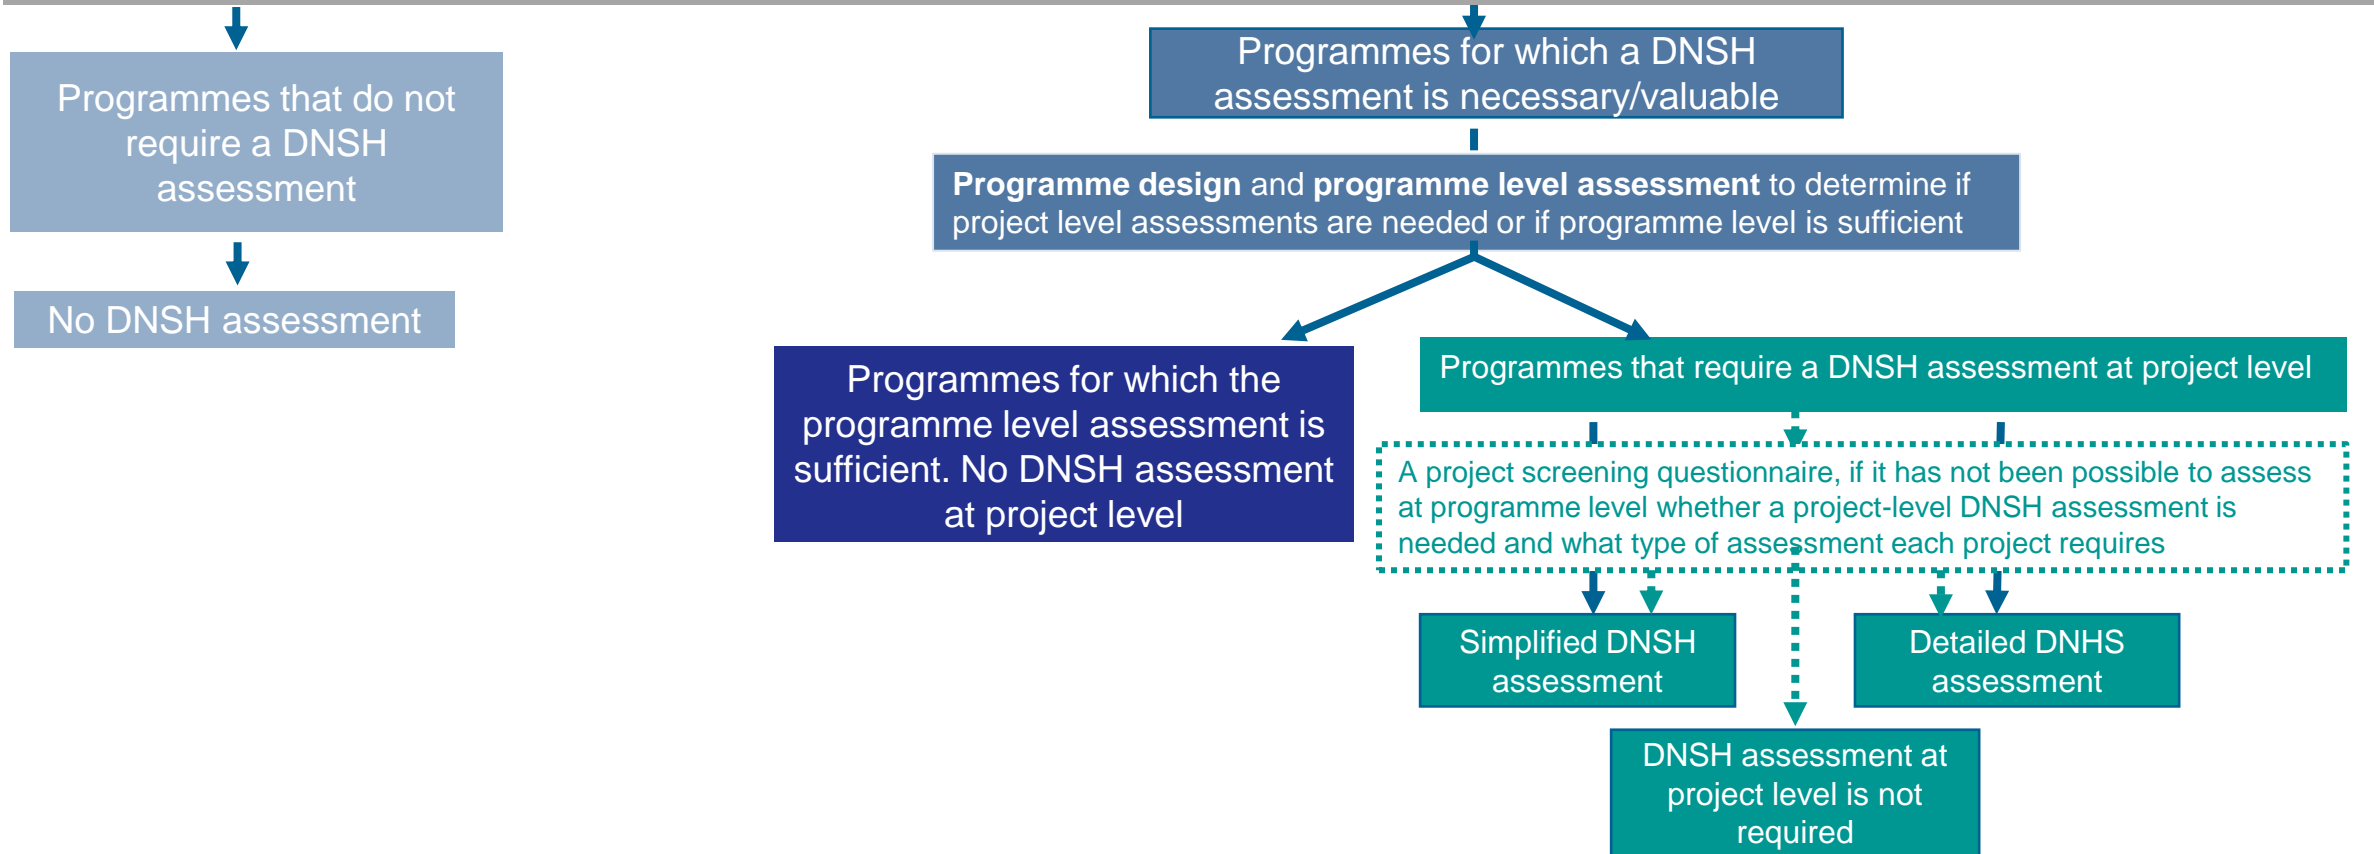 Programmes that do not
require a DNSH
assessment
No DNSH assessment
Programmes for which a DNSH
assessment is necessary/valuable
Programme design and programme level assessment to determine if
project level assessments are needed or if programme level is sufficient
Programmes for which the
programme level assessment is
sufficient. No DNSH assessment
at project level
Programmes that require a DNSH assessment at project level
A project screening questionnaire, if it has not been possible to assess
at programme level whether a project-level DNSH assessment is
needed and what type of assessment each project requires
Simplified DNSH
assessment
Detailed DNHS
assessment
DNSH assessment at
project level is not
required